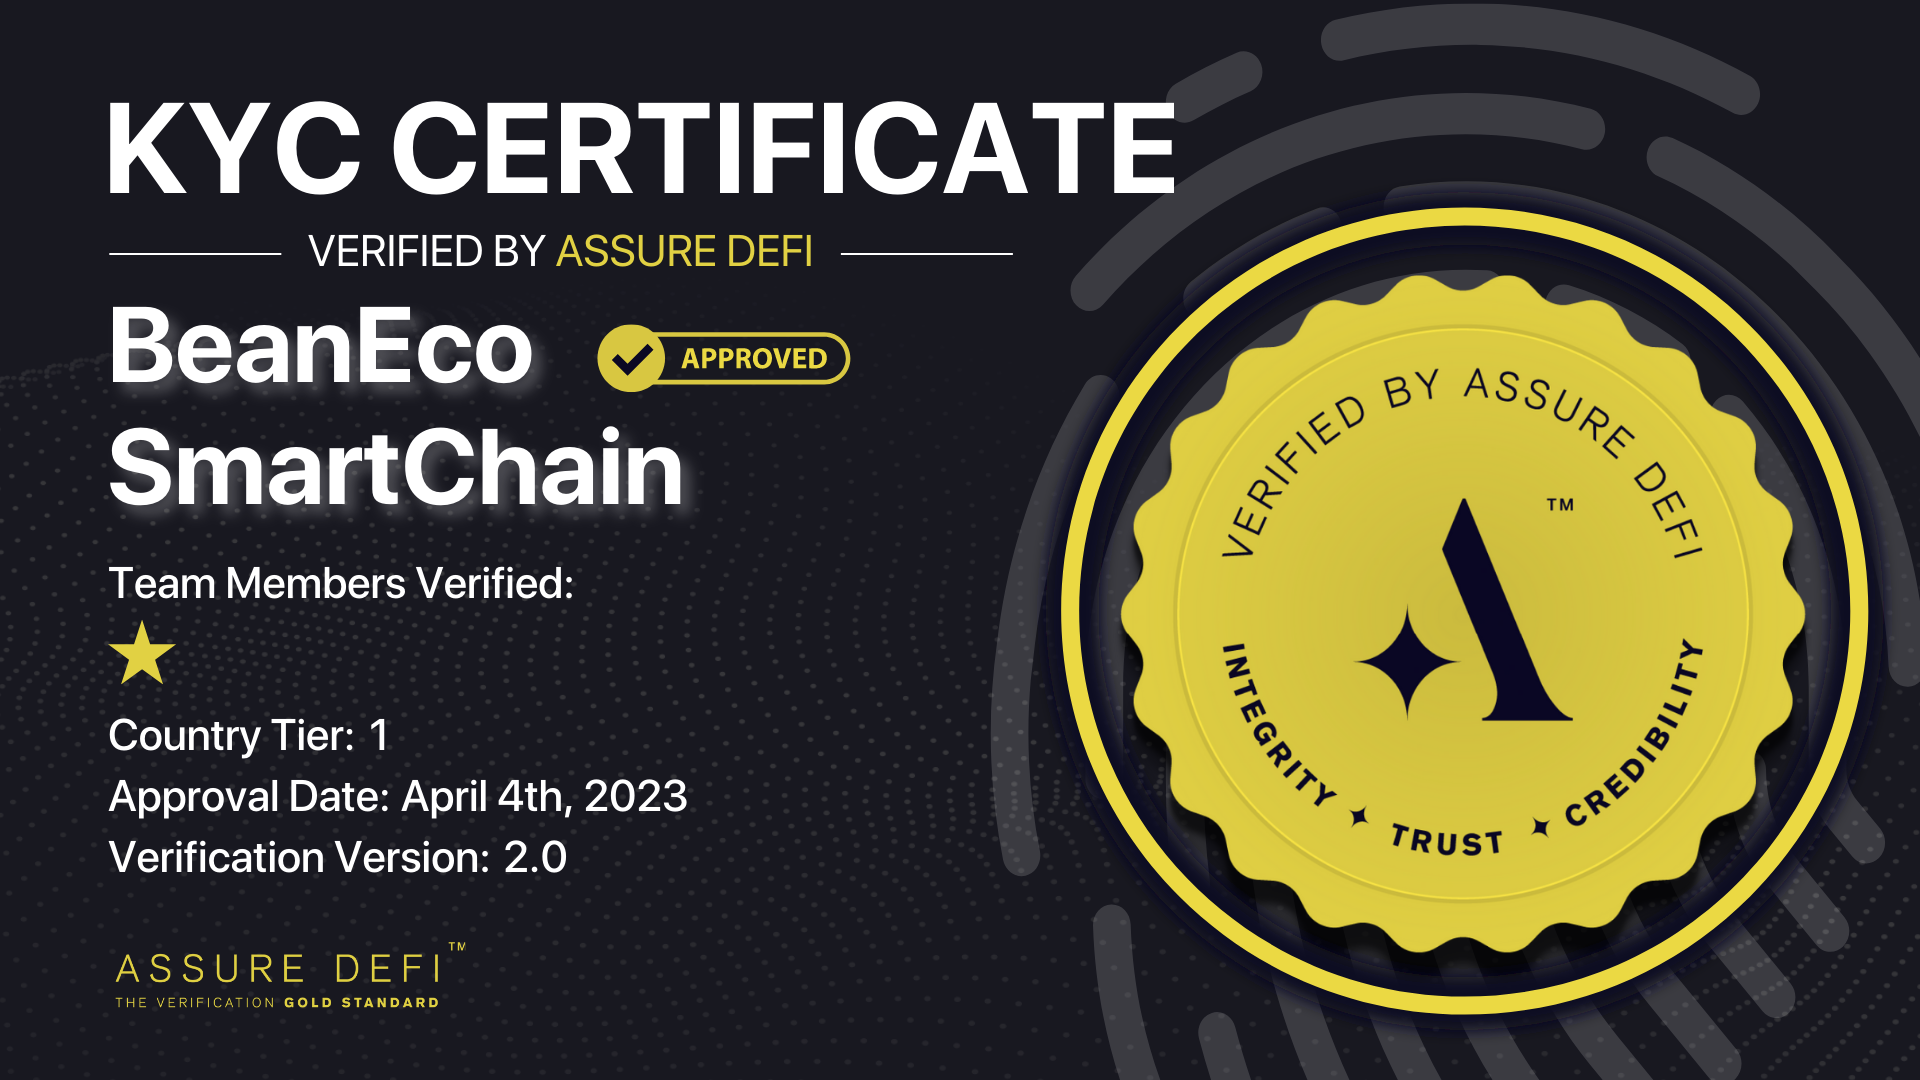 KYC CERTIFICATE
VERIFIED BY ASSURE DEFI
BeanEco
APPROVED
SmartChain
Team Members Verified:
Country Tier: 1
Approval Date: April 4th, 2023
Verification Version: 2.0
ASSURE DEFI™
THE VERIFICATION GOLD STANDARD
VERIFIED BY ASSURE DEFI
TM
INTEGRITY ✦ TRUST ✦ CREDIBILITY